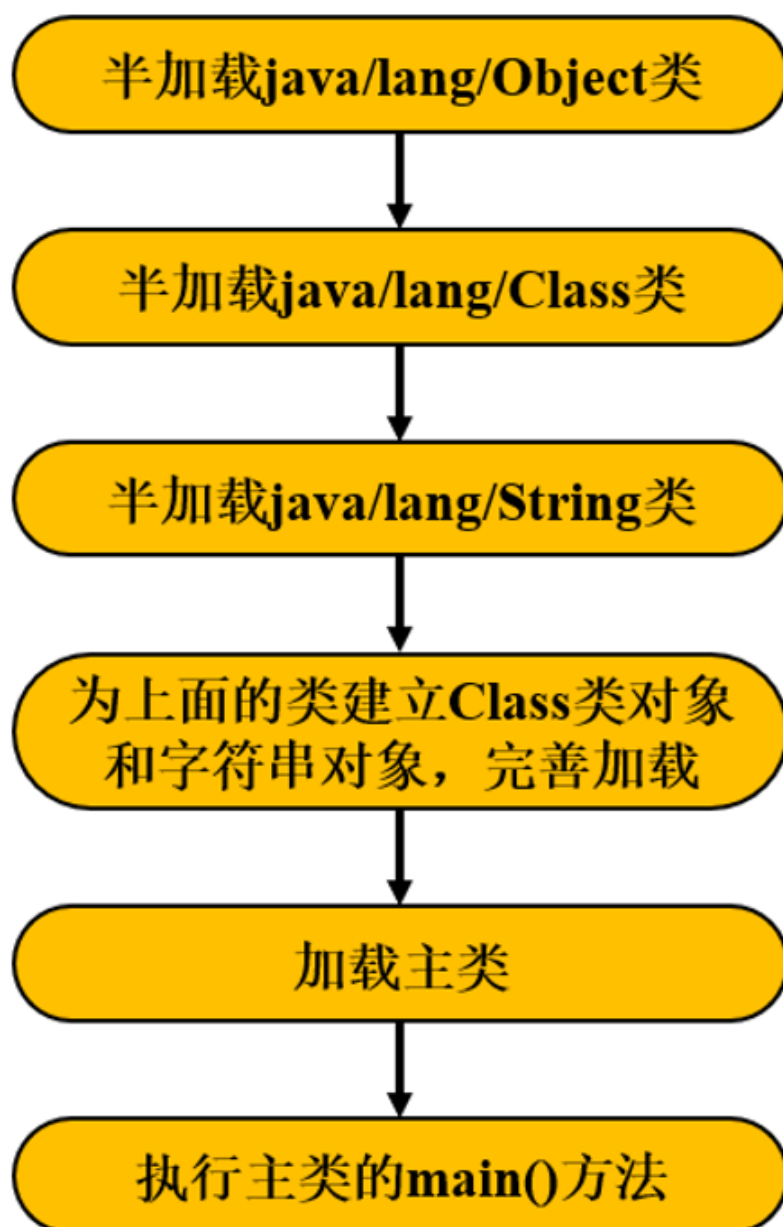 半加载java/lang/Object类
半加载java/lang/Class类
半加载java/lang/String类
为上面的类建立Class类对象
和字符串对象，完善加载
加载主类
执行主类的main()方法